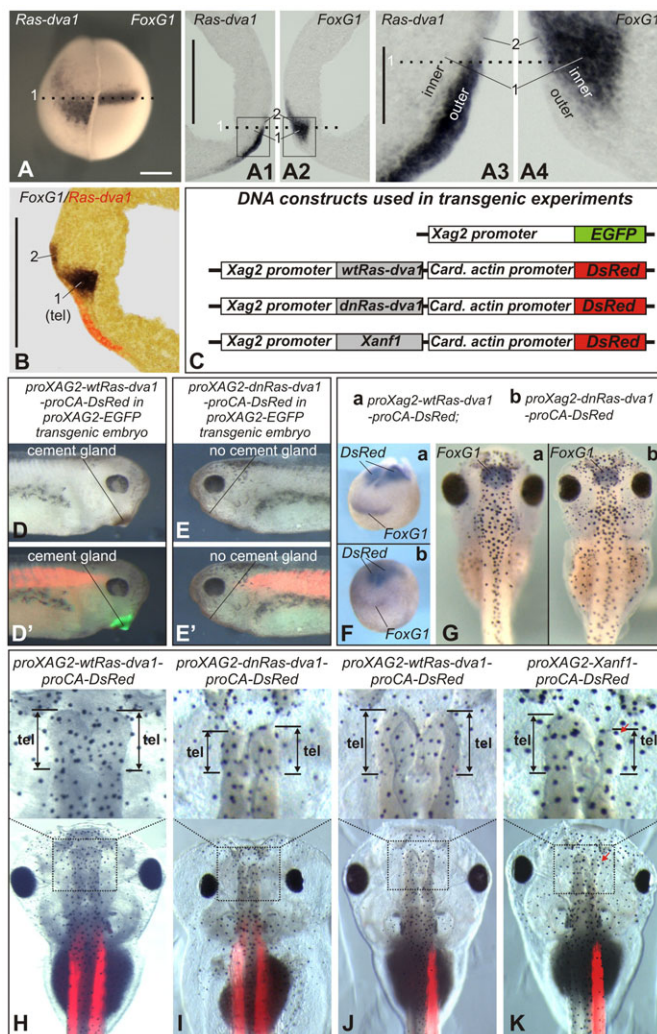 Ras-dva1 FoxG1
1
A
Ras-dva1 FoxG1
2
1
1
A1 A2
Ras-dva1 FoxG1
2
1
1
inner
outer
inner
outer
A3 A4
FoxG1/Ras-dva1
2
1
(tel)
B
DNA constructs used in transgenic experiments
Xag2 promoter EGFP
Xag2 promoter wtRas-dva1 Card. actin promoter DsRed
Xag2 promoter dnRas-dva1 Card. actin promoter DsRed
Xag2 promoter Xanf1 Card. actin promoter DsRed
C
proXAG2-wtRas-dva1
-proCA-DsRed in
proXAG2-EGFP
transgenic embryo
cement gland
D
cement gland
D'
proXAG2-dnRas-dva1
-proCA-DsRed in
proXAG2-EGFP
transgenic embryo
no cement gland
E
no cement gland
E'
a proXag2-wtRas-dva1
-proCA-DsRed;
b proXag2-dnRas-dva1
-proCA-DsRed
DsRed a
FoxG1
DsRed b
FoxG1
F
FoxG1 a
FoxG1 b
G
proXAG2-wtRas-dva1-
proCA-DsRed
tel tel
H
proXAG2-dnRas-dva1-
proCA-DsRed
tel tel
I
proXAG2-wtRas-dva1-
proCA-DsRed
tel tel
J
proXAG2-Xanf1-
proCA-DsRed
tel tel
K